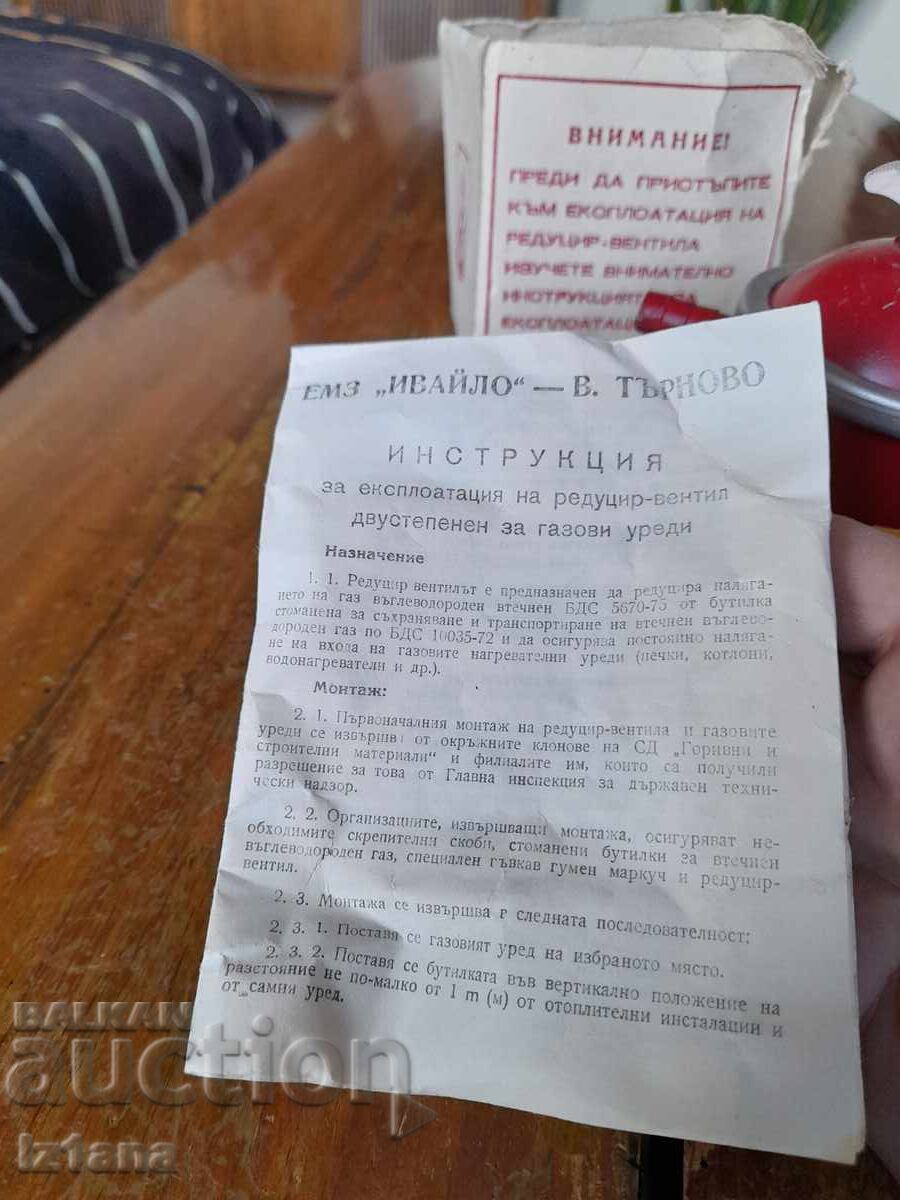 ВНИМАНИЕ!
ПРЕДИ ДА ПРИСТЪПИТЕ
КЪМ ЕКСПЛОАТАЦИЯ НА
РЕДУЦИР-ВЕНТИЛА
ИЗУЧЕТЕ ВНИМАТЕЛНО
ИНСТРУКЦИЯТА ЗА
ЕКСПЛОАТАЦ
ЕМЗ „ИВАЙЛО“ — В. ТЪРНОВО
ИНСТРУКЦИЯ
за експлоатация на редуцир-вентил
двустепенен за газови уреди
Назначение
1. 1. Редуцир вентилът е предназначен да редуцира наляга-
нието на газ въглеводороден втечнен БДС 5670-75 от бутилка
стоманена за съхраняване и транспортиране на втечнен въглево-
дороден газ по БДС 10035-72 и да осигурява постоянно наляга-
не на входа на газовите нагревателни уреди (печки, котлони,
водонагреватели и др.).
Монтаж:
2. 1. Първоначалния монтаж на редуцир-вентила и газовите
уреди се извършва от окръжните клонове на СД „Горивни и
строителни материали“ и филиалите им, които са получили
разрешение за това от Главна инспекция за държавен техни-
чески надзор.
2. 2. Организациите, извършващи монтажа, осигуряват не-
обходимите скрепителни скоби, стоманени бутилки за втечнен
въглеводороден газ, специален гъвкав гумен маркуч и редуцир-
вентил.
2. 3. Монтажа се извършва в следната последователност:
2. 3. 1. Поставя се газовият уред на избраното място.
2. 3. 2. Поставя се бутилката във вертикално положение на
разстояние не по-малко от 1 m (м) от отоплителни инсталации и
от самия уред.
BALKAN
auction
iz1ana